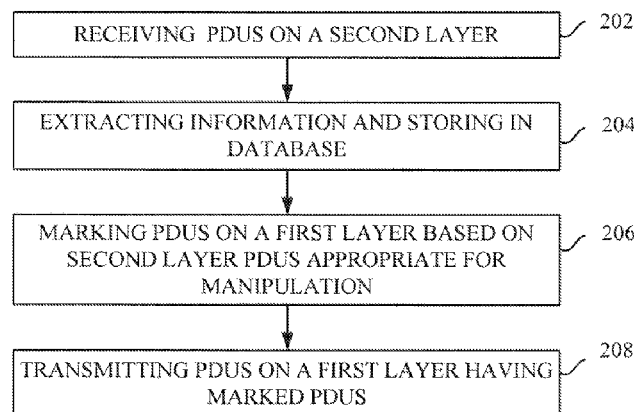 RECEIVING PDUS ON A SECOND LAYER
202
EXTRACTING INFORMATION AND STORING IN
DATABASE
204
MARKING PDUS ON A FIRST LAYER BASED ON
SECOND LAYER PDUS APPROPRIATE FOR
MANIPULATION
206
TRANSMITTING PDUS ON A FIRST LAYER HAVING
MARKED PDUS
208